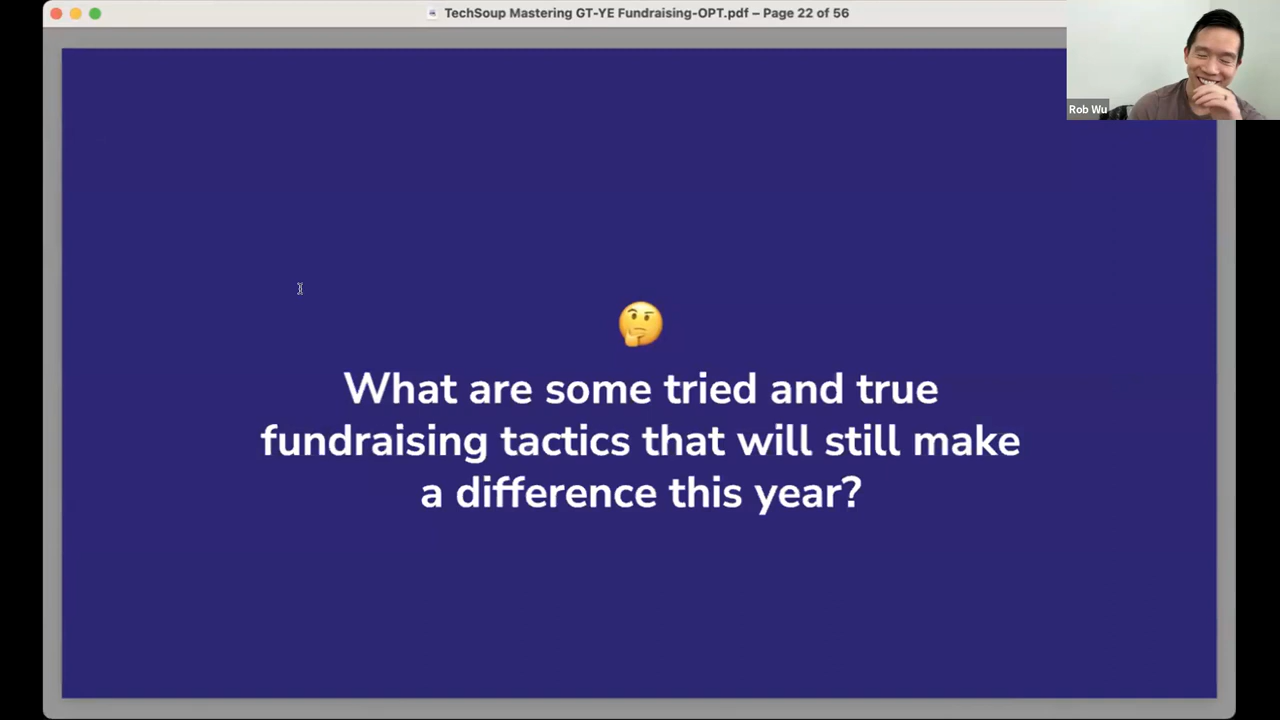 TechSoup Mastering GT-YE Fundraising-OPT.pdf – Page 22 of 56
Rob Wu
What are some tried and true
fundraising tactics that will still make
a difference this year?